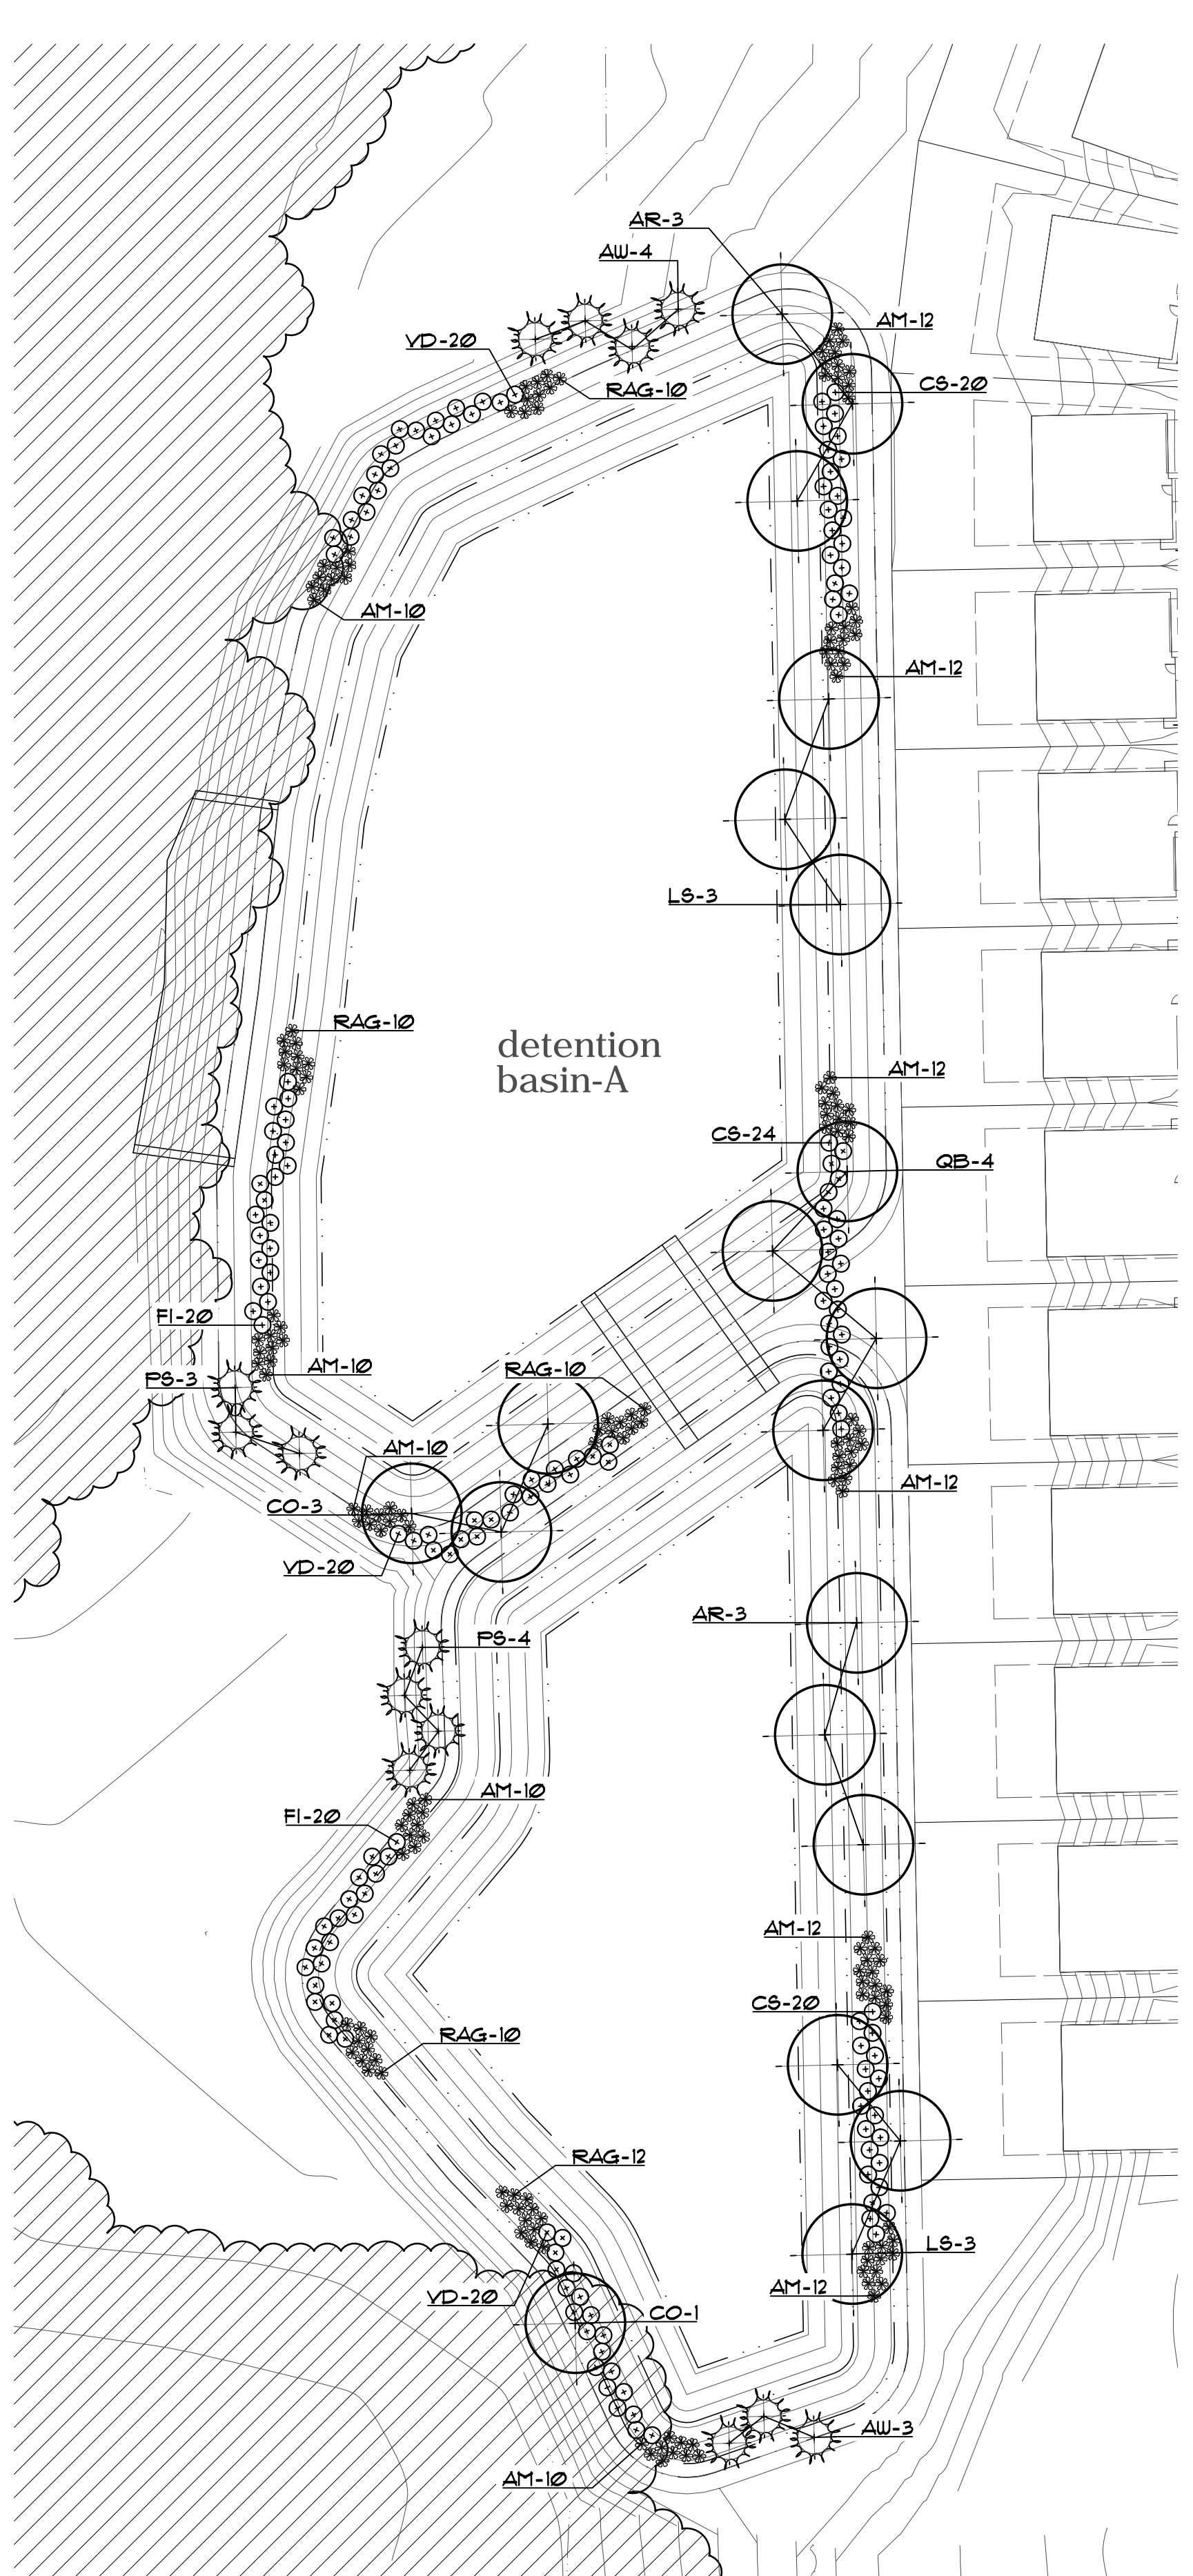 AR-3
AW-4
AM-12
VD-20
CS-20
RAG-10
AM-10
AM-12
LS-3
RAG-10
detention
basin-A
AM-12
CS-24
QB-4
FI-20
AM-10
RAG-10
PS-3
AM-10
AM-12
CO-3
VD-20
AR-3
PS-4
AM-10
FI-20
AM-12
CS-20
RAG-10
RAG-12
LS-3
AM-12
VD-20
CO-1
AW-3
AM-10